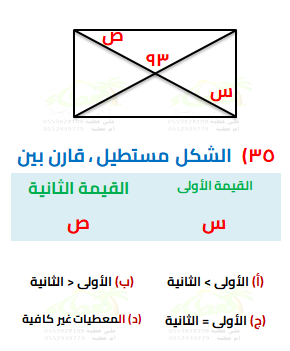 ص
٩٣
س
٣٥) الشكل مستطيل ، قارن بين
القيمة الأولى القيمة الثانية
س ص
(أ) الأولى > الثانية (ب) الأولى < الثانية
(ج) الأولى = الثانية (د) المعطيات غير كافية